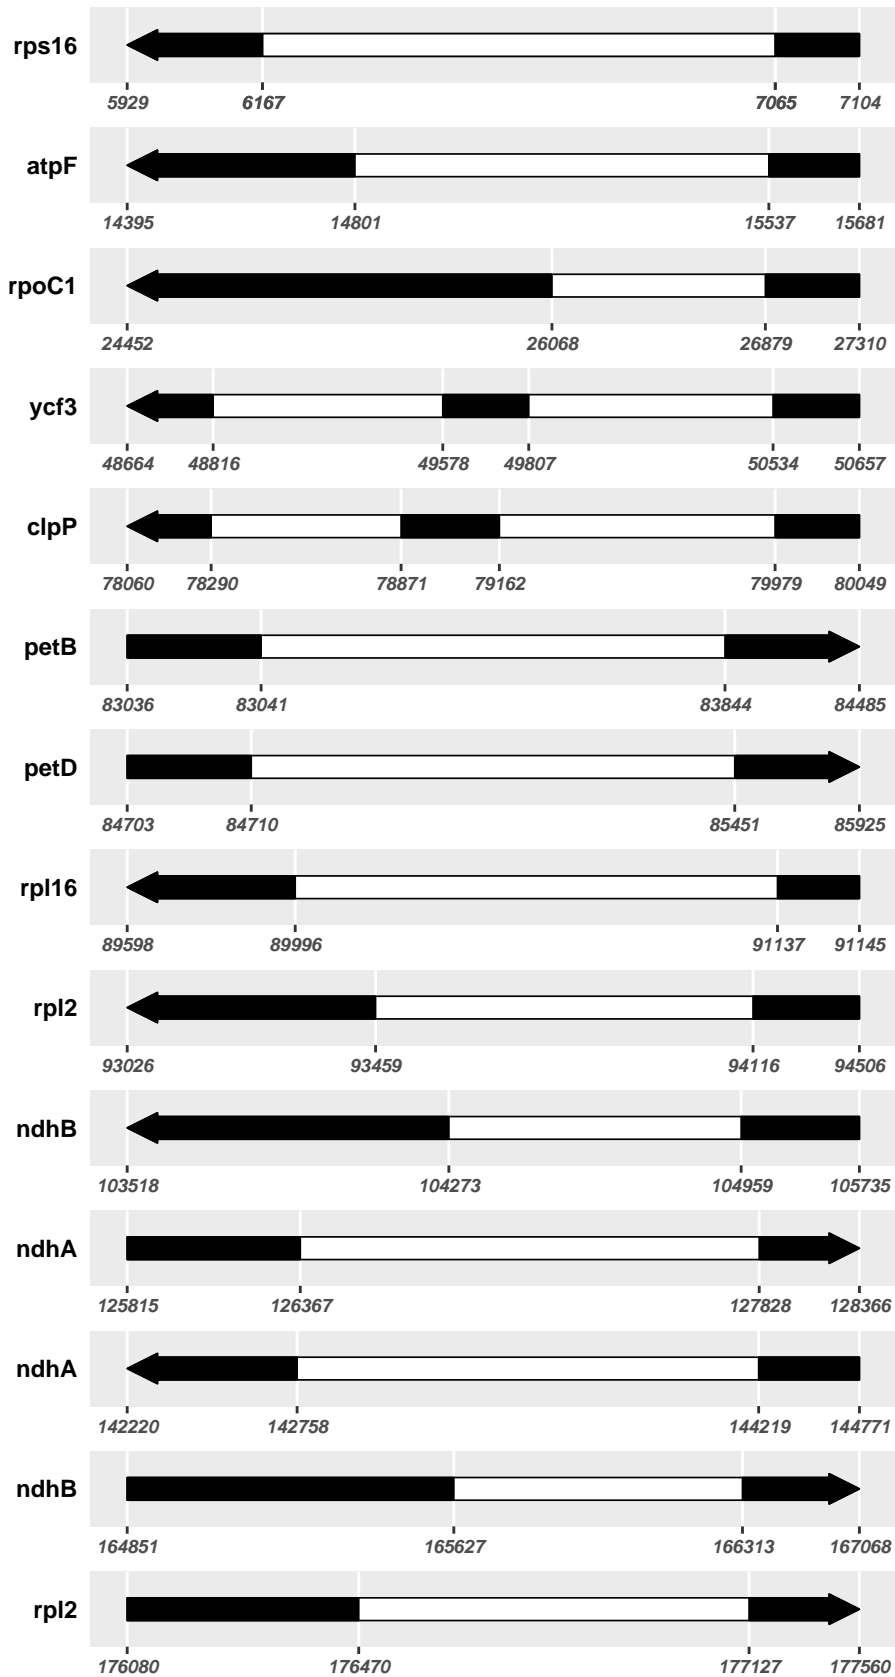 rps16
5929 6167 7065 7104
atpF
14395 14801 15537 15681
rpoC1
24452 26068 26879 27310
ycf3
48664 48816 49578 49807 50534 50657
clpP
78060 78290 78871 79162 79979 80049
petB
83036 83041 83844 84485
petD
84703 84710 85451 85925
rpl16
89598 89996 91137 91145
rpl2
93026 93459 94116 94506
ndhB
103518 104273 104959 105735
ndhA
125815 126367 127828 128366
ndhA
142220 142758 144219 144771
ndhB
164851 165627 166313 167068
rpl2
176080 176470 177127 177560